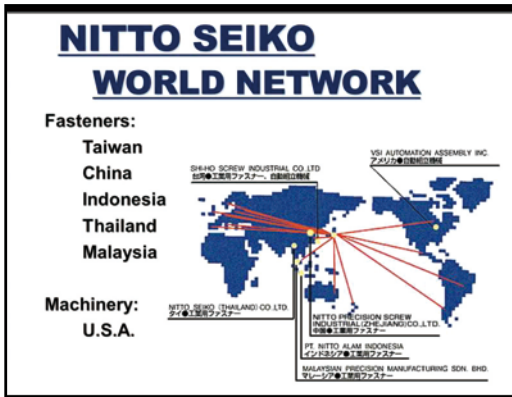 NITTO SEIKO
WORLD NETWORK
Fasteners:
Taiwan
China
Indonesia
Thailand
Malaysia
Machinery:
U.S.A.
VSI AUTOMATION ASSEMBLY INC.
アメリカ●自動組立機械
SHI-HO SCREW INDUSTRIAL CO.,LTD.
台湾●工業用ファスナー、自動組立機械
NITTO SEIKO (THAILAND) CO.,LTD.
タイ●工業用ファスナー
NITTO PRECISION SCREW
INDUSTRIAL(ZHEJIANG)CO.,LTD.
中国●工業用ファスナー
PT. NITTO ALAM INDONESIA
インドネシア●工業用ファスナー
MALAYSIAN PRECISION MANUFACTURING SDN. BHD.
マレーシア●工業用ファスナー